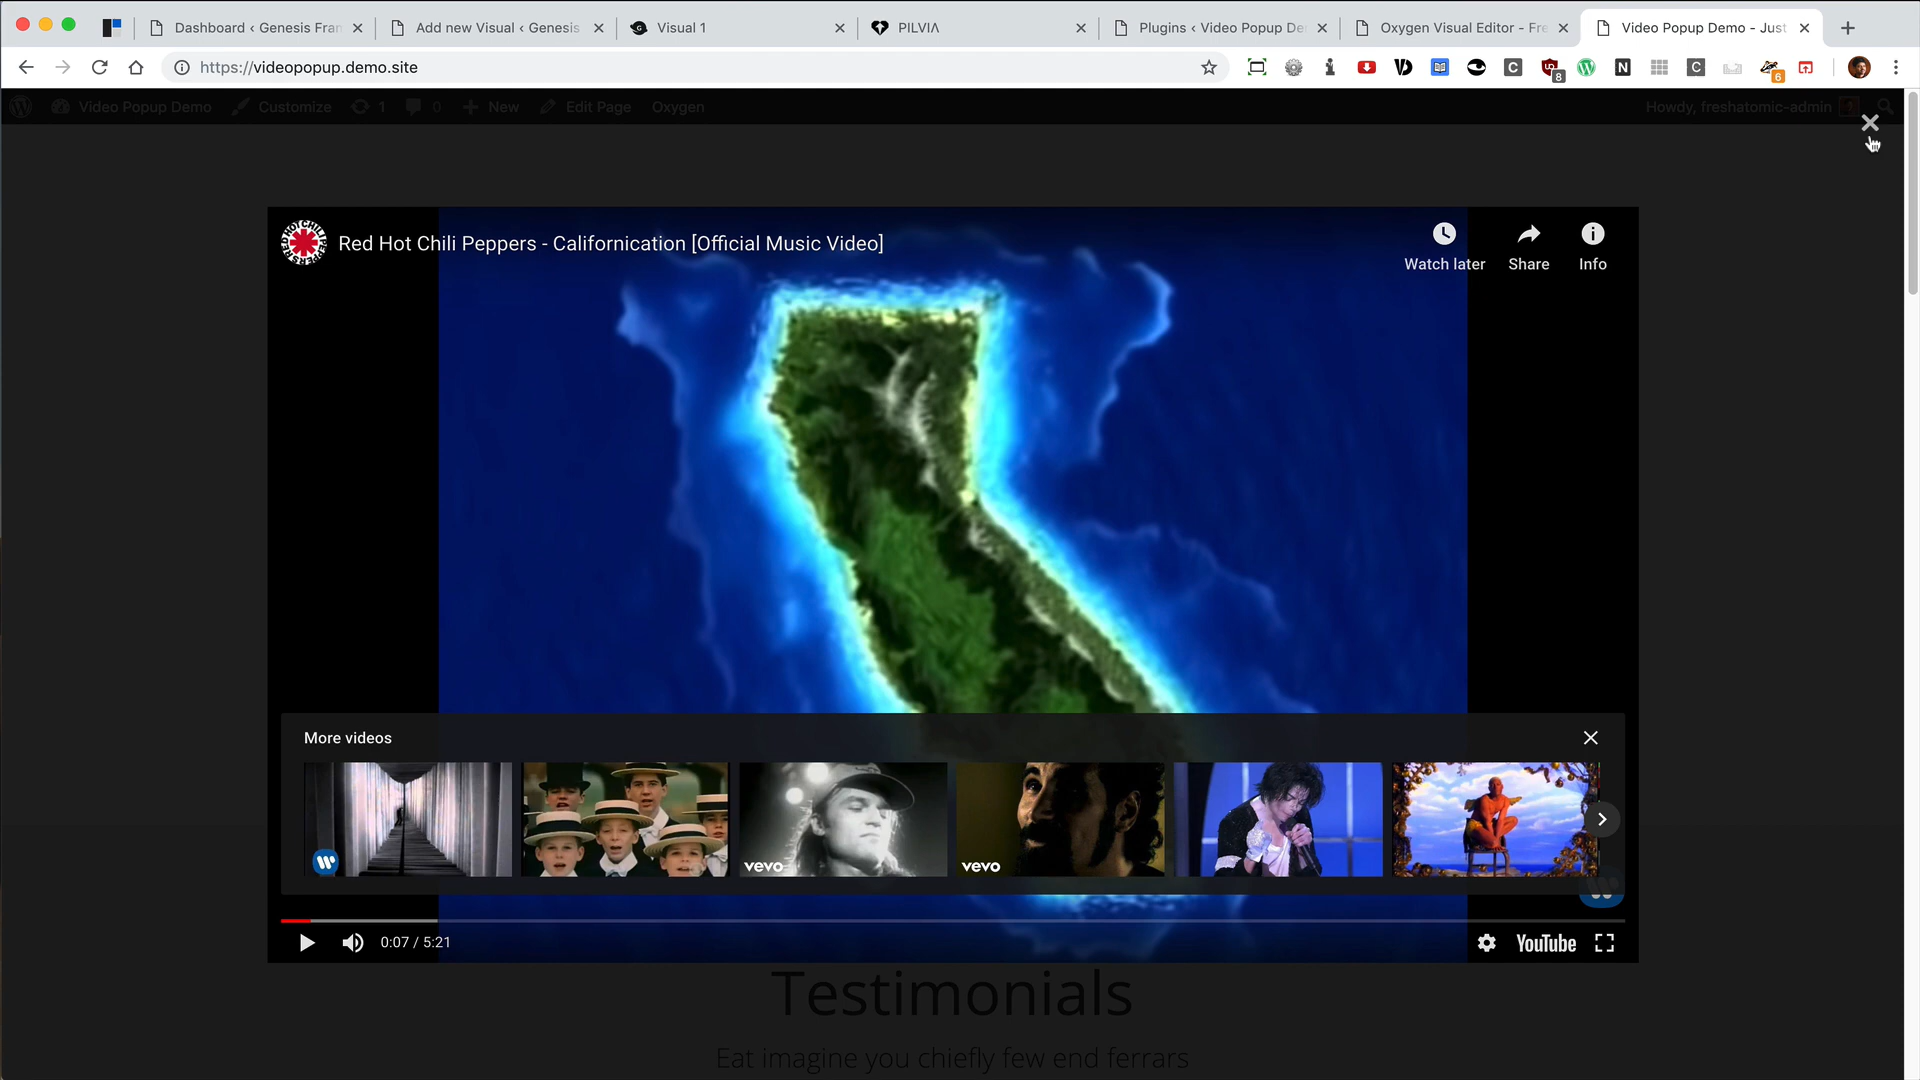 Dashboard ‹ Genesis Fran
Add new Visual ‹ Genesis
Visual 1
PILVIA
Plugins ‹ Video Popup De
Oxygen Visual Editor - Fre
Video Popup Demo - Just
https://videopopup.demo.site
8
6
Video Popup Demo
Customize
1
0
New
Edit Page
Oxygen
Howdy, freshatomic-admin
Red Hot Chili Peppers - Californication [Official Music Video]
Watch later
Share
Info
More videos
vevo
vevo
0:07 / 5:21
YouTube
Testimonials
Eat imagine you chiefly few end ferrars